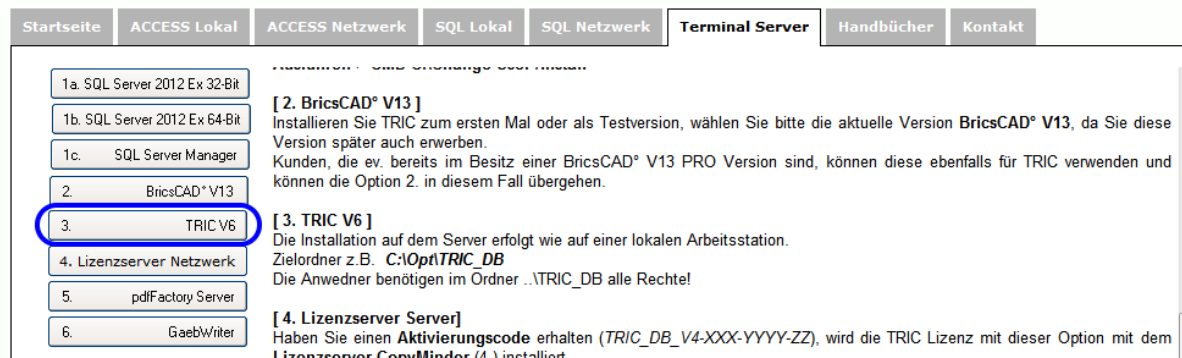 Startseite ACCESS Lokal ACCESS Netzwerk SQL Lokal SQL Netzwerk Terminal Server Handbücher Kontakt
1a. SQL Server 2012 Ex 32-Bit
1b. SQL Server 2012 Ex 64-Bit
1c. SQL Server Manager
2. BricsCAD° V13
3. TRIC V6
4. Lizenzserver Netzwerk
5. pdfFactory Server
6. GaebWriter
[ 2. BricsCAD° V13 ]
Installieren Sie TRIC zum ersten Mal oder als Testversion, wählen Sie bitte die aktuelle Version BricsCAD° V13, da Sie diese
Version später auch erwerben.
Kunden, die ev. bereits im Besitz einer BricsCAD° V13 PRO Version sind, können diese ebenfalls für TRIC verwenden und
können die Option 2. in diesem Fall übergehen.
[ 3. TRIC V6 ]
Die Installation auf dem Server erfolgt wie auf einer lokalen Arbeitsstation.
Zielordner z.B. C:\Opt\TRIC_DB
Die Anwedner benötigen im Ordner ..\TRIC_DB alle Rechte!
[ 4. Lizenzserver Server]
Haben Sie einen Aktivierungscode erhalten (TRIC_DB_V4-XXX-YYYY-ZZ), wird die TRIC Lizenz mit dieser Option mit dem
Lizenzserver CopyMinder (4.) installiert